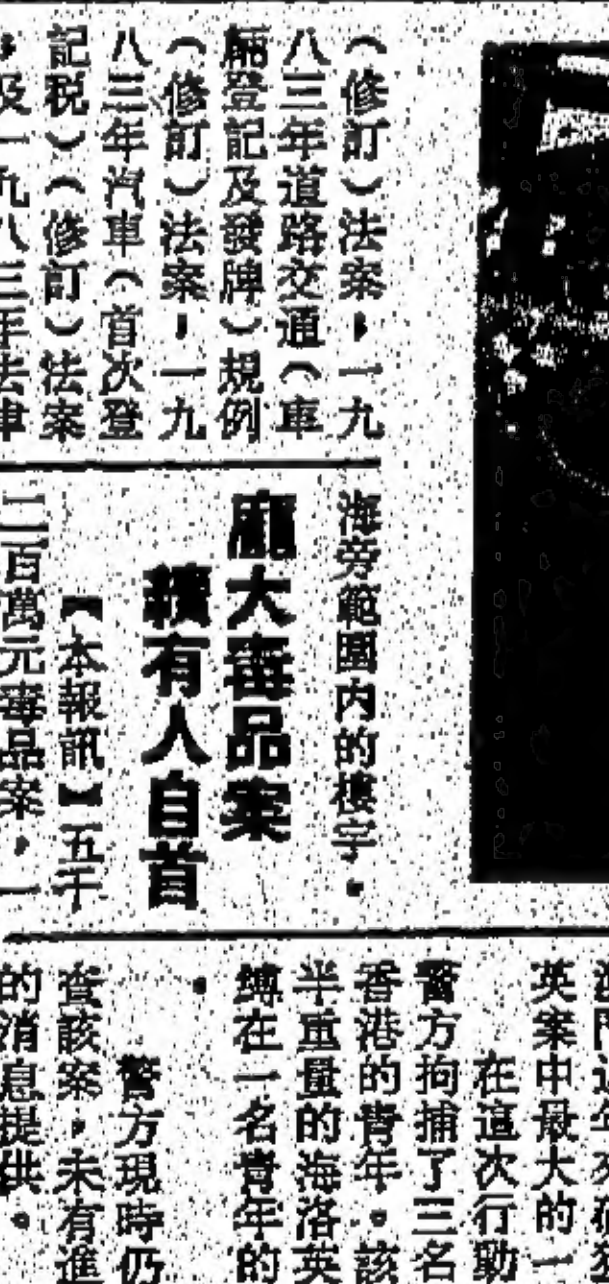 （修訂）法案，一九
八三年道路交通（車
輛登記及發牌）規例
（修訂）法案，一九
八三年汽車（首次登
記税）（修訂）法案
，及一九八三年法律
海旁範圍内的樓宇。
龐大毒品案
續有人自首
【本報訊】五千
二百萬元毒品案，一
英案中最大的一
在這次行動
警方拘捕了三名
香港的青年。該
半重量的海洛英
縛在一名青年的
。
警方現時仍
查該案，未有進
的消息提供。